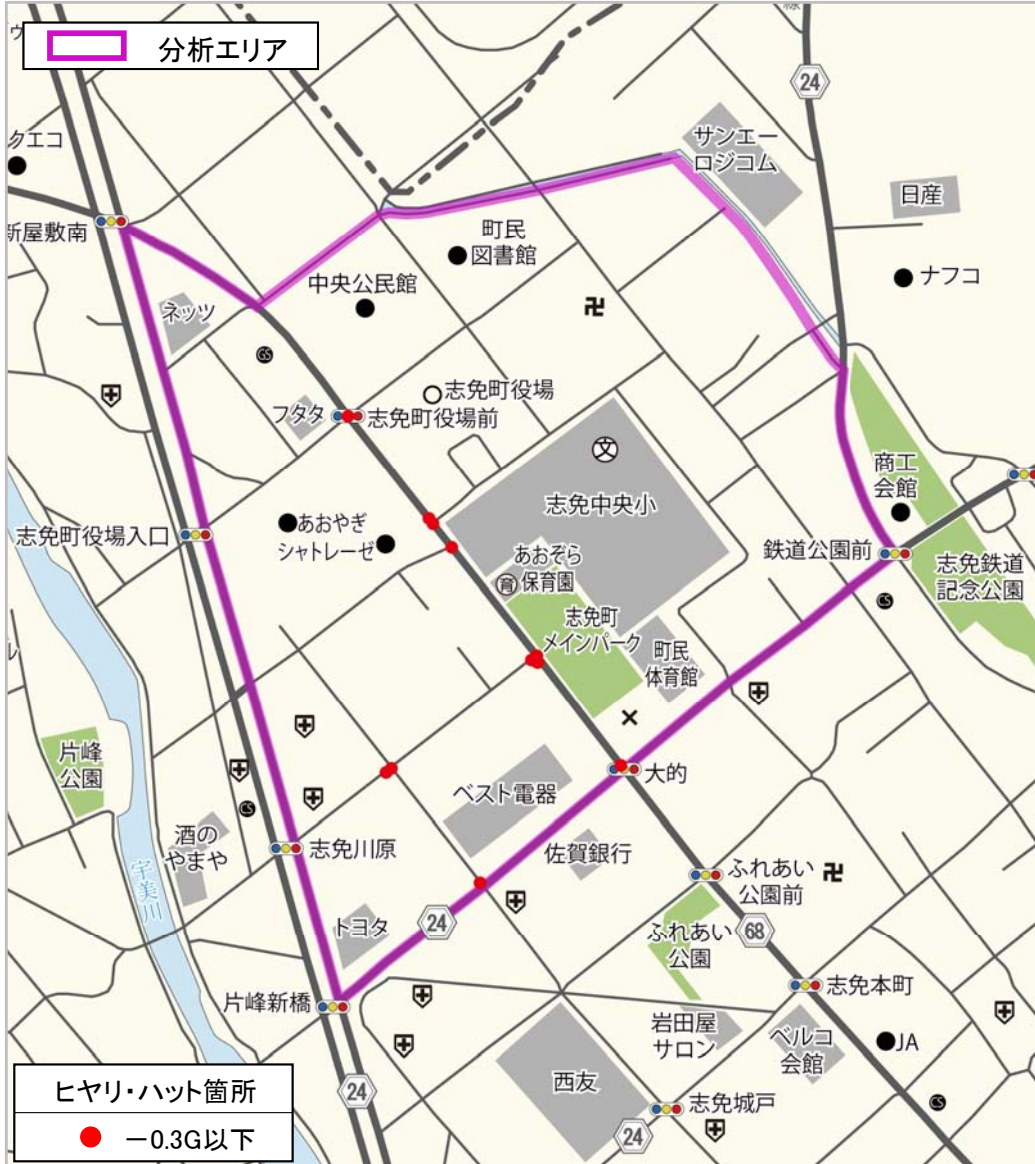 分析エリア
線
24
クエコ
サンエー
ロジコム
日産
新屋敷南
町民
図書館
ナフコ
中央公民館
ネッツ
卍
GS
志免町役場
フタタ
志免町役場前
文
商工
会館
志免中央小
志免町役場入口
あおやぎ
シャトレーゼ
あおぞら
保育園
育
鉄道公園前
志免鉄道
記念公園
CS
志免町
メインパーク
町民
体育館
ル
片峰
公園
ベスト電器
大的
CS
酒の
やまや
志免川原
佐賀銀行
ふれあい
公園前
卍
宇美川
トヨタ
24
68
ふれあい
公園
片峰新橋
志免本町
岩田屋
サロン
ベルコ
会館
JA
西友
ヒヤリ・ハット箇所
24
志免城戸
CS
24
-0.3G以下